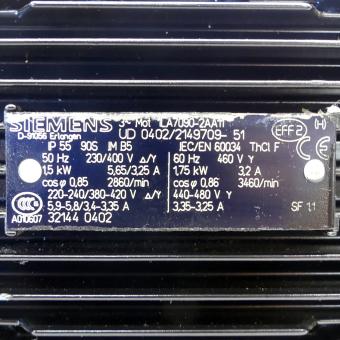 SIEMENS 3~ Mot. 1LA7090-2AA11 EFF2 (H)
D-91056 Erlangen UD 0402/2149709-51 CE
IP 55 90S IM B5 IEC/EN 60034 ThCl F
50 Hz 230/400 V Δ/Y 60 Hz 460 V Y
1,5 kW 5,65/3,25 A 1,75 kW 3,2 A
cosφ 0,85 2860/min cosφ 0,86 3460/min
220-240/380-420 V Δ/Y 440-480 V Y
5,9-5,8/3,4-3,35 A 3,35-3,25 A SF 1.1
CCC
A010607 32144 0402